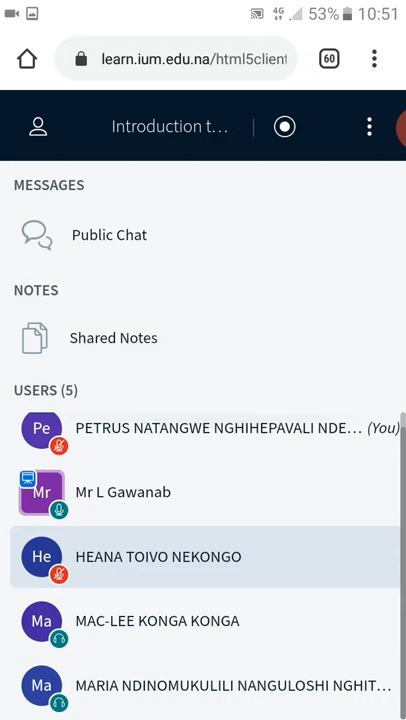 4G 53% 10:51
learn.ium.edu.na/html5client
60
Introduction t...
MESSAGES
Public Chat
NOTES
Shared Notes
USERS (5)
Pe PETRUS NATANGWE NGHIHEPAVALI NDE... (You)
Mr Mr L Gawanab
He HEANA TOIVO NEKONGO
Ma MAC-LEE KONGA KONGA
Ma MARIA NDINOMUKULILI NANGULOSHI NGHIT...